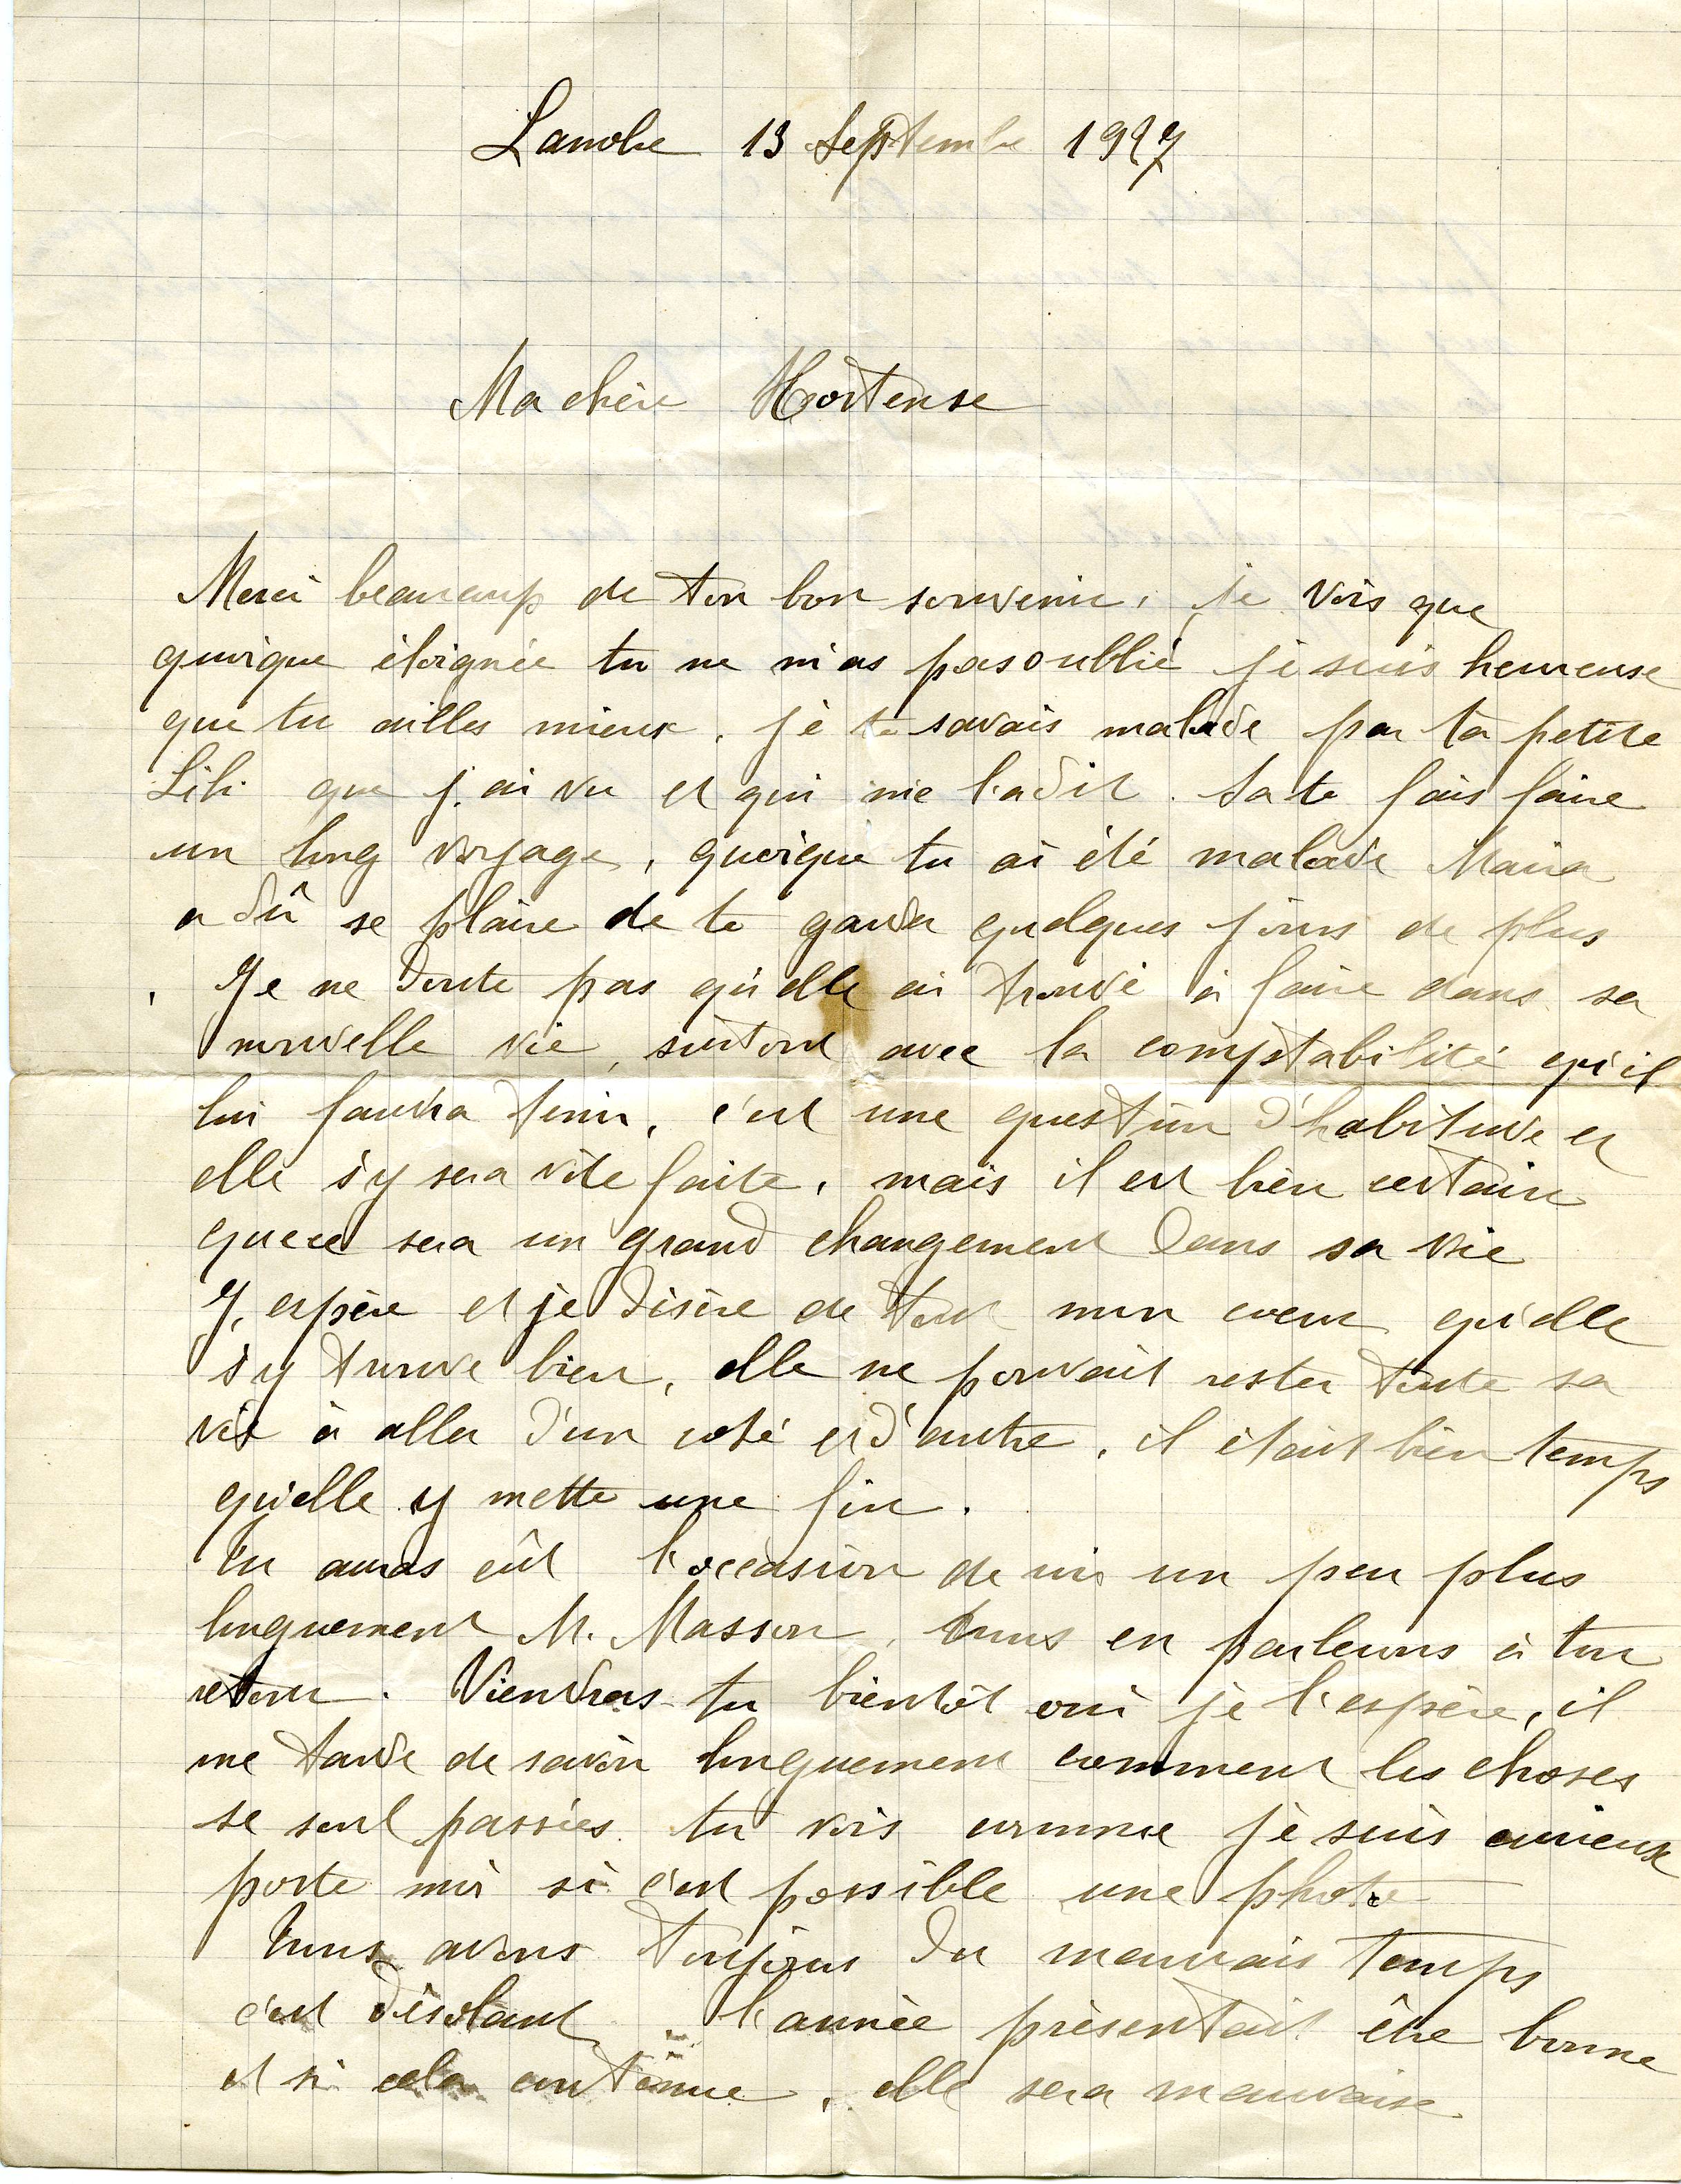 Lanobre 13 Septembre 1927
Ma chère Hortense
Merci beaucoup de ton bon souvenir, je vois que
quoique éloignée tu ne m'as pas oublié je suis heureuse
que tu ailles mieux. je te savais malade par ta petite
Lili que j'ai vu et qui me l'a dit. Sa te fais faire
un long voyage, quoique tu ai été malade Maria
a dû se plaire de te garder quelques jours de plus
Je ne doute pas qu'elle ai trouvé à faire dans sa
nouvelle vie, surtout avec la comptabilité qu'il
lui faudra tenir, c'est une question d'habitude et
elle s'y sera vite faite, mais il est bien certain
que ce sera un grand changement dans sa vie
J'espère et je désire de tout mon coeur qu'elle
s'y trouve bien, elle ne pouvait rester toute sa
vie à aller d'un coté et d'autre, il était bien temps
qu'elle y mette une fin.
Tu auras eût l'occasion de voir un peu plus
longuement M. Masson, nous en parlerons à ton
retour. Viendras-tu bientôt oui je l'espère, il
me tarde de savoir longuement comment les choses
se sont passées tu vois comme je suis curieuse
porte moi si c'est possible une photo
Nous avons toujours du mauvais temps
c'est désolant l'année présentait être bonne
et si cela continue, elle sera mauvaise.